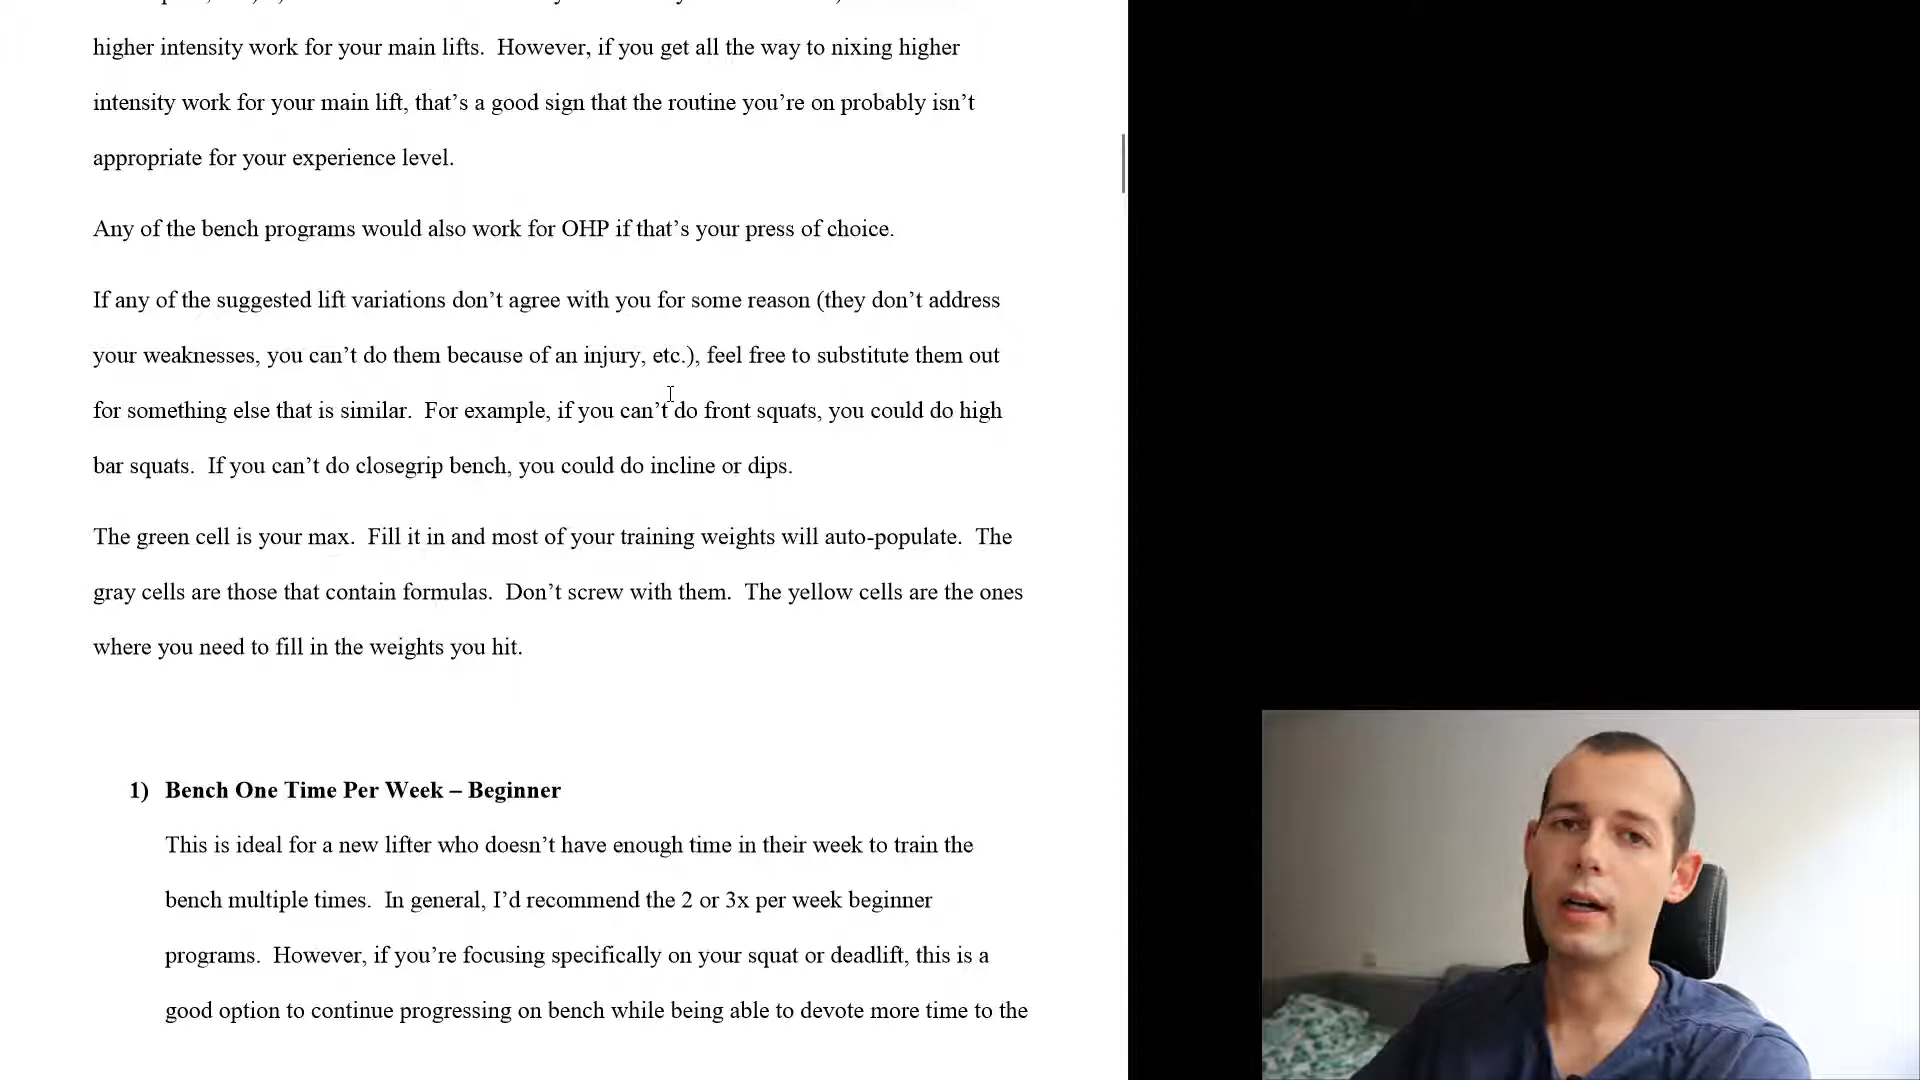 higher intensity work for your main lifts.  However, if you get all the way to nixing higher
intensity work for your main lift, that’s a good sign that the routine you’re on probably isn’t
appropriate for your experience level.
Any of the bench programs would also work for OHP if that’s your press of choice.
If any of the suggested lift variations don’t agree with you for some reason (they don’t address
your weaknesses, you can’t do them because of an injury, etc.), feel free to substitute them out
for something else that is similar.  For example, if you can’t do front squats, you could do high
bar squats.  If you can’t do closegrip bench, you could do incline or dips.
The green cell is your max.  Fill it in and most of your training weights will auto-populate.  The
gray cells are those that contain formulas.  Don’t screw with them.  The yellow cells are the ones
where you need to fill in the weights you hit.
1) Bench One Time Per Week – Beginner
This is ideal for a new lifter who doesn’t have enough time in their week to train the
bench multiple times.  In general, I’d recommend the 2 or 3x per week beginner
programs.  However, if you’re focusing specifically on your squat or deadlift, this is a
good option to continue progressing on bench while being able to devote more time to the